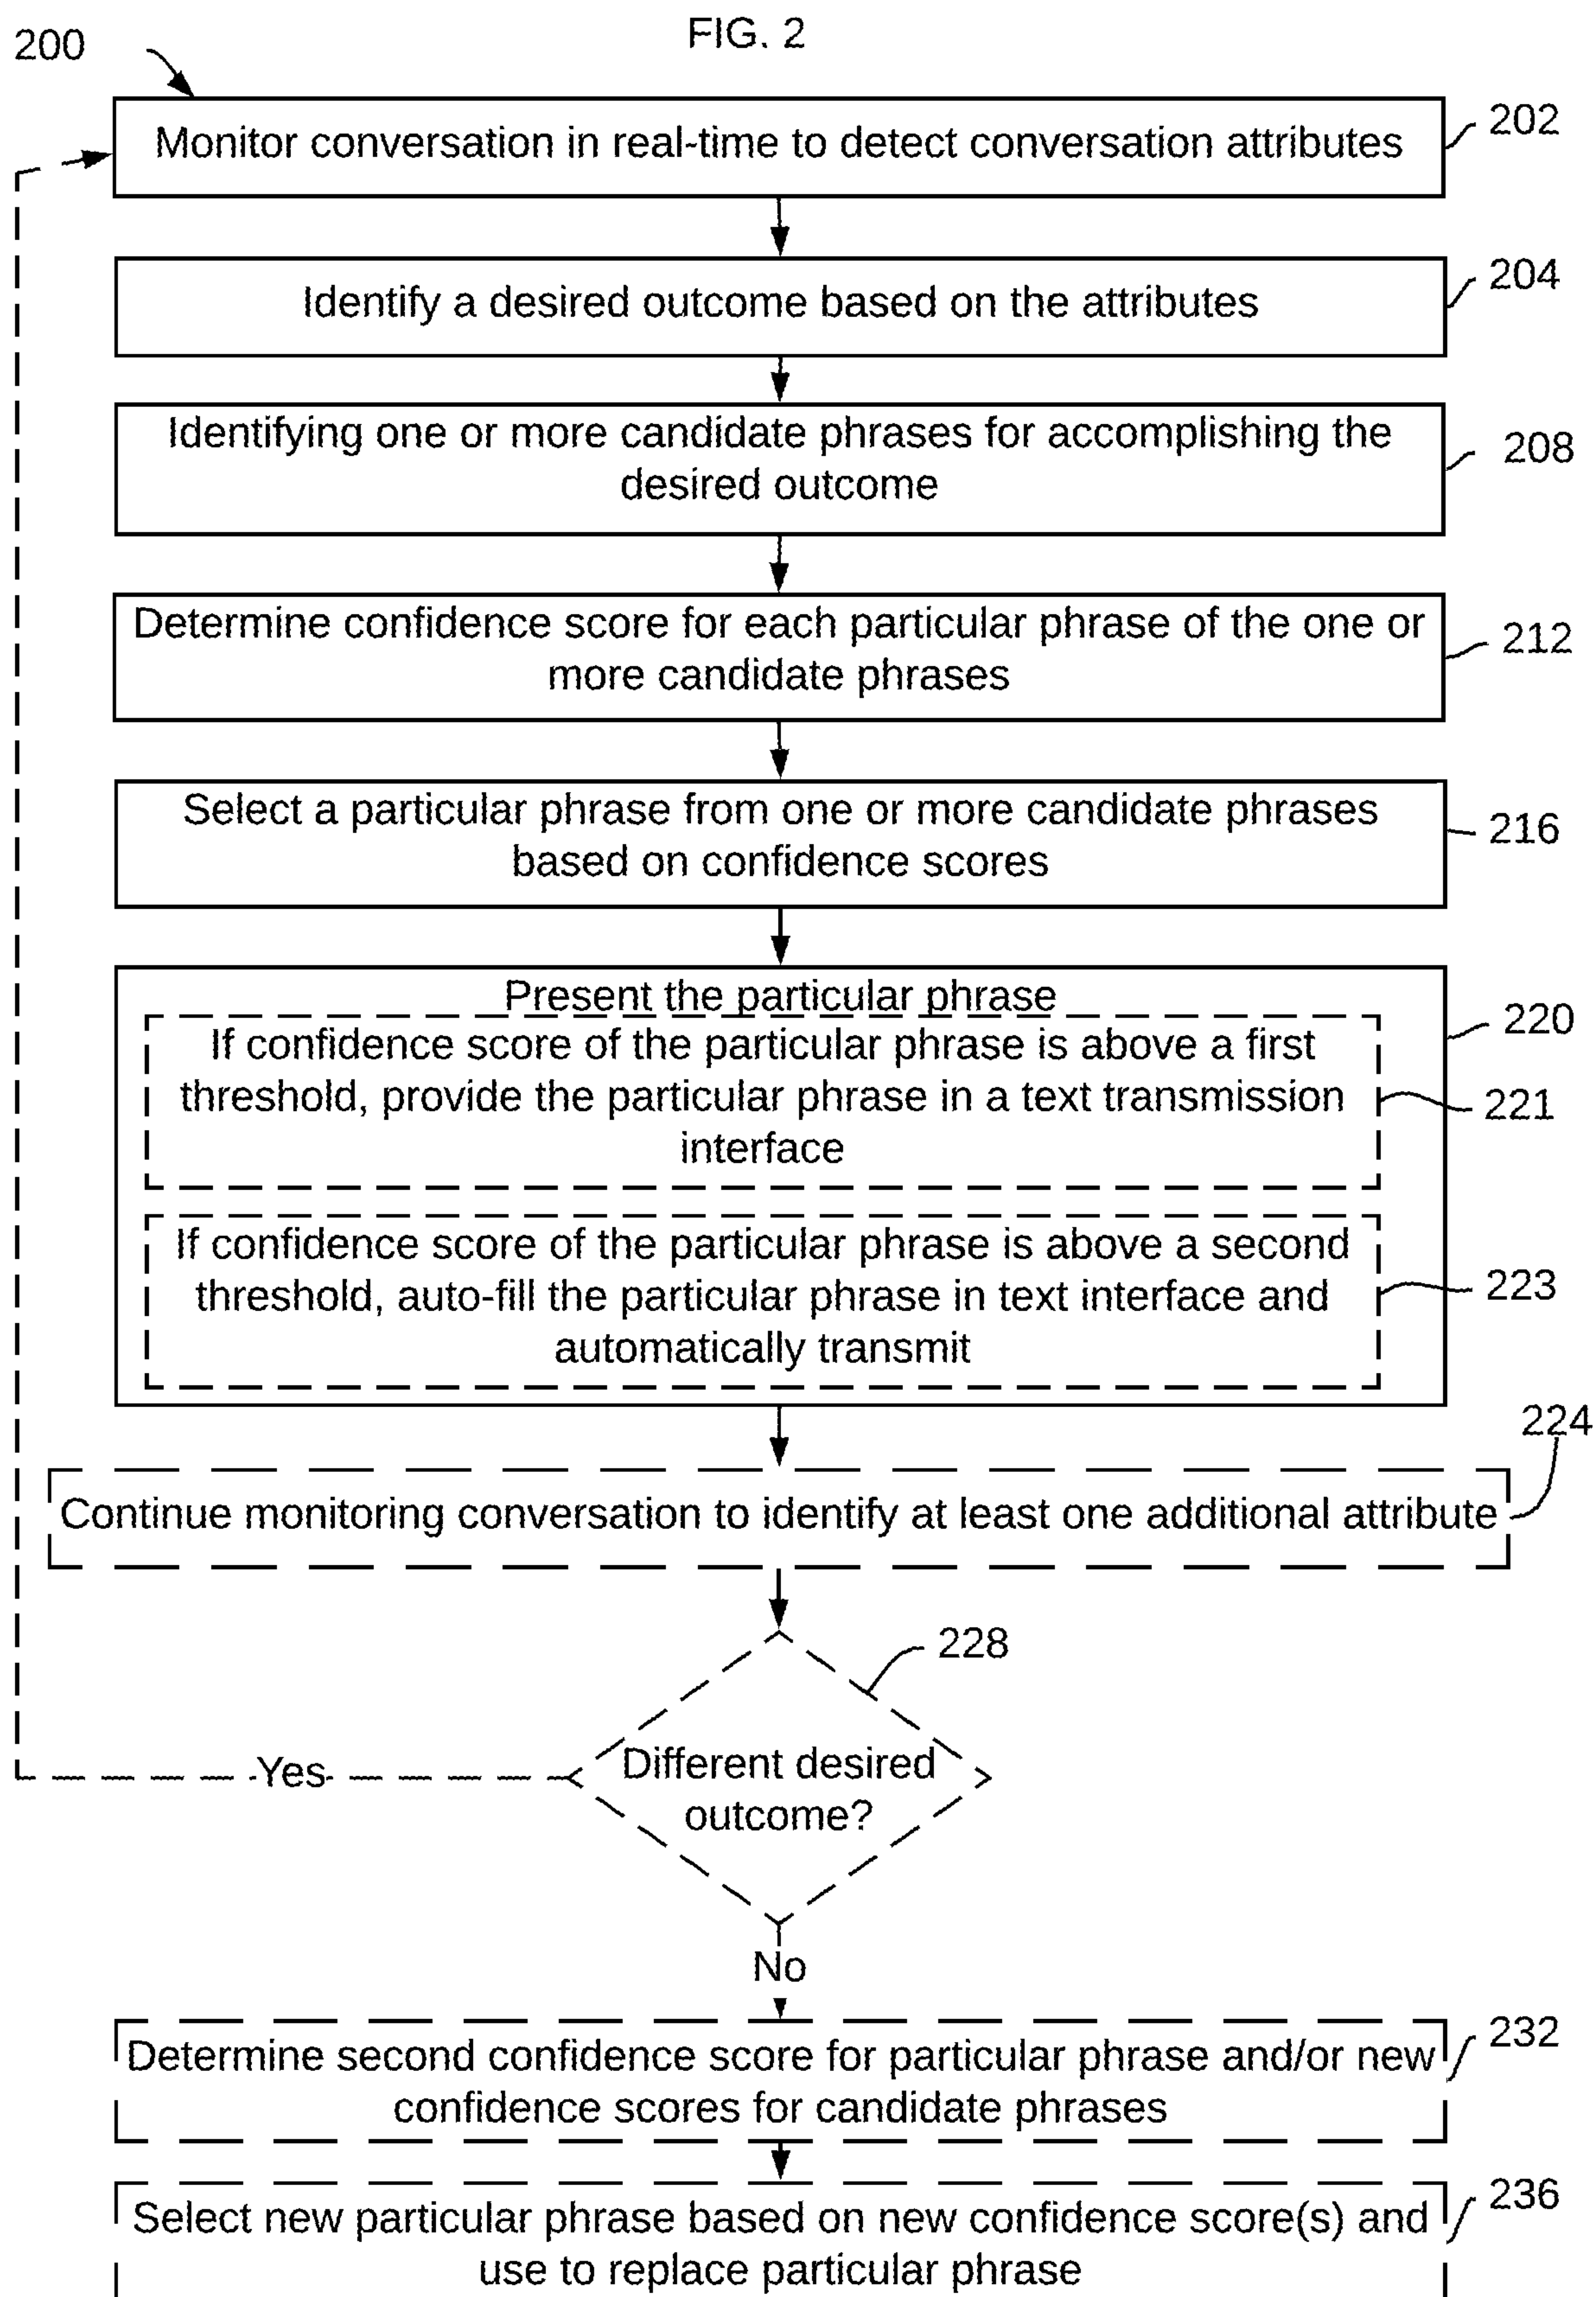 FIG. 2
200
Monitor conversation in real-time to detect conversation attributes
202
Identify a desired outcome based on the attributes
204
Identifying one or more candidate phrases for accomplishing the
desired outcome
208
Determine confidence score for each particular phrase of the one or
more candidate phrases
212
Select a particular phrase from one or more candidate phrases
based on confidence scores
216
Present the particular phrase
220
If confidence score of the particular phrase is above a first
threshold, provide the particular phrase in a text transmission
interface
221
If confidence score of the particular phrase is above a second
threshold, auto-fill the particular phrase in text interface and
automatically transmit
223
224
Continue monitoring conversation to identify at least one additional attribute
228
Different desired
outcome?
Yes
No
Determine second confidence score for particular phrase and/or new
confidence scores for candidate phrases
232
Select new particular phrase based on new confidence score(s) and
use to replace particular phrase
236